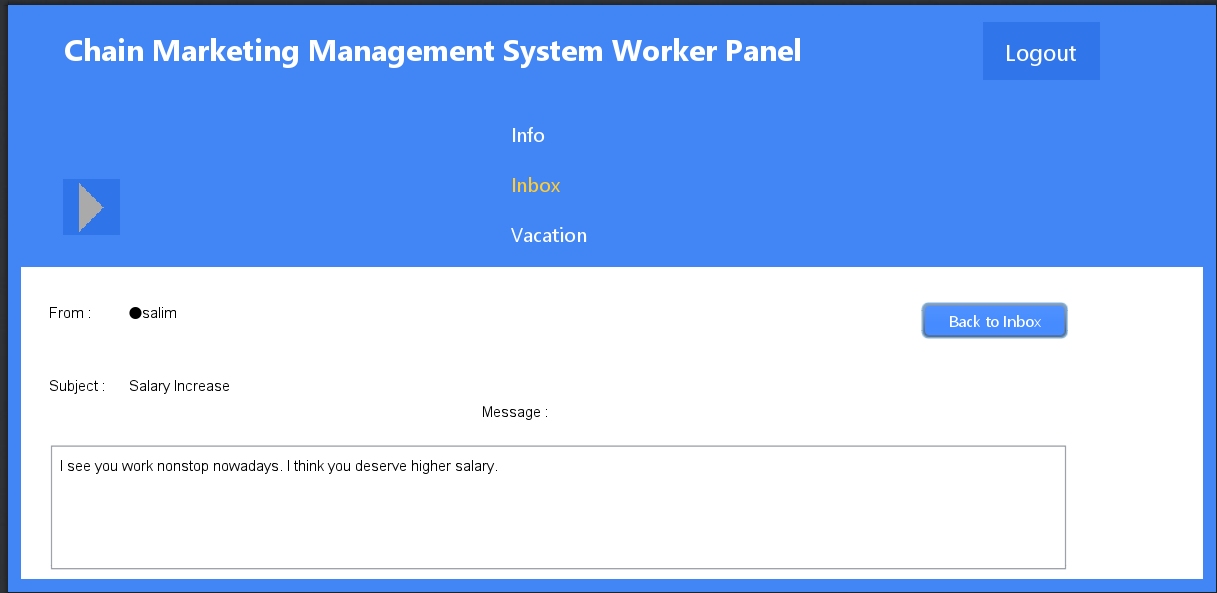 Chain Marketing Management System Worker Panel
Logout
Info
Inbox
Vacation
From : ●salim
Back to Inbox
Subject : Salary Increase
Message :
I see you work nonstop nowadays. I think you deserve higher salary.